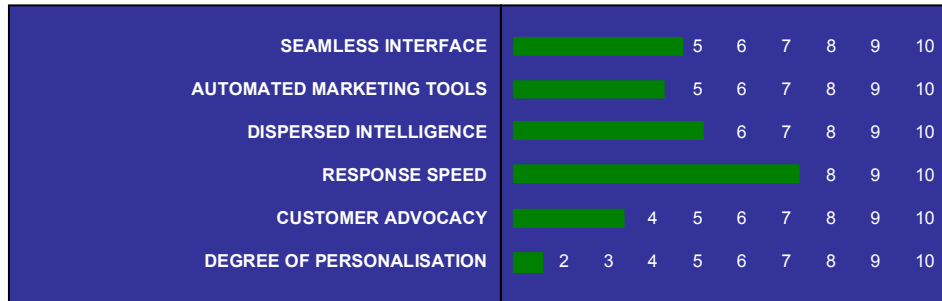 SEAMLESS INTERFACE 5 6 7 8 9 10
AUTOMATED MARKETING TOOLS 5 6 7 8 9 10
DISPERSED INTELLIGENCE 6 7 8 9 10
RESPONSE SPEED 8 9 10
CUSTOMER ADVOCACY 4 5 6 7 8 9 10
DEGREE OF PERSONALISATION 2 3 4 5 6 7 8 9 10